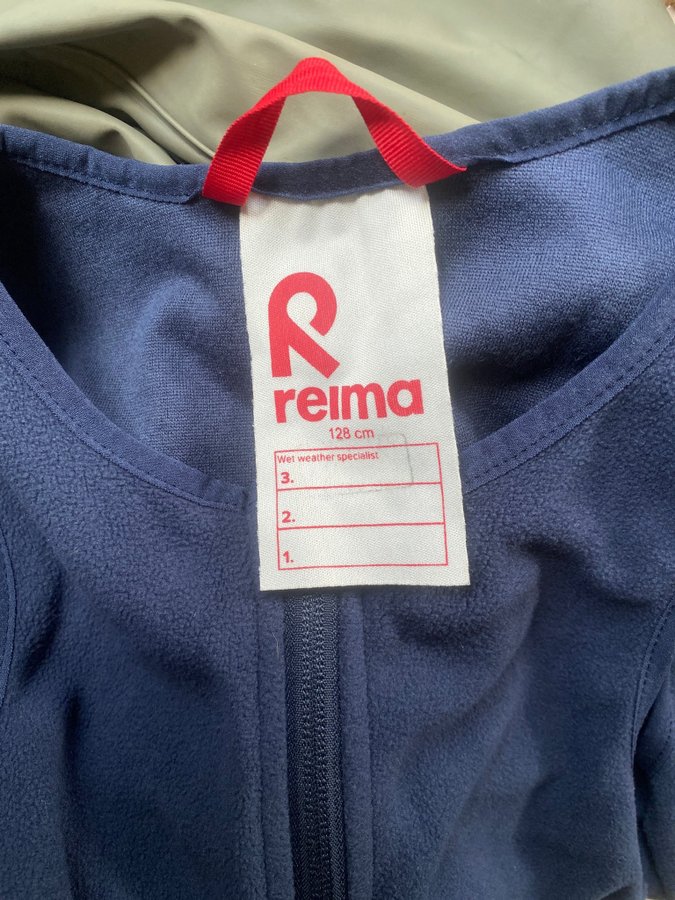 reima
128 cm
Wet weather specialist
3.
2.
1.